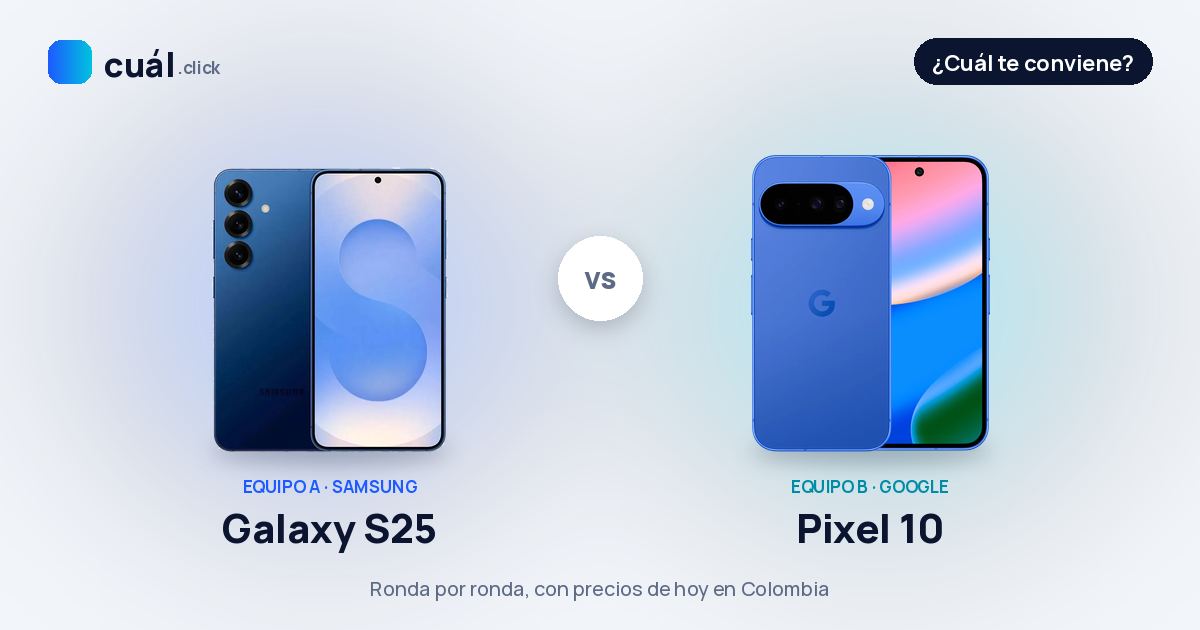 cuál.click
¿Cuál te conviene?
SAMSUNG
G
VS
EQUIPO A · SAMSUNG
EQUIPO B · GOOGLE
Galaxy S25
Pixel 10
Ronda por ronda, con precios de hoy en Colombia